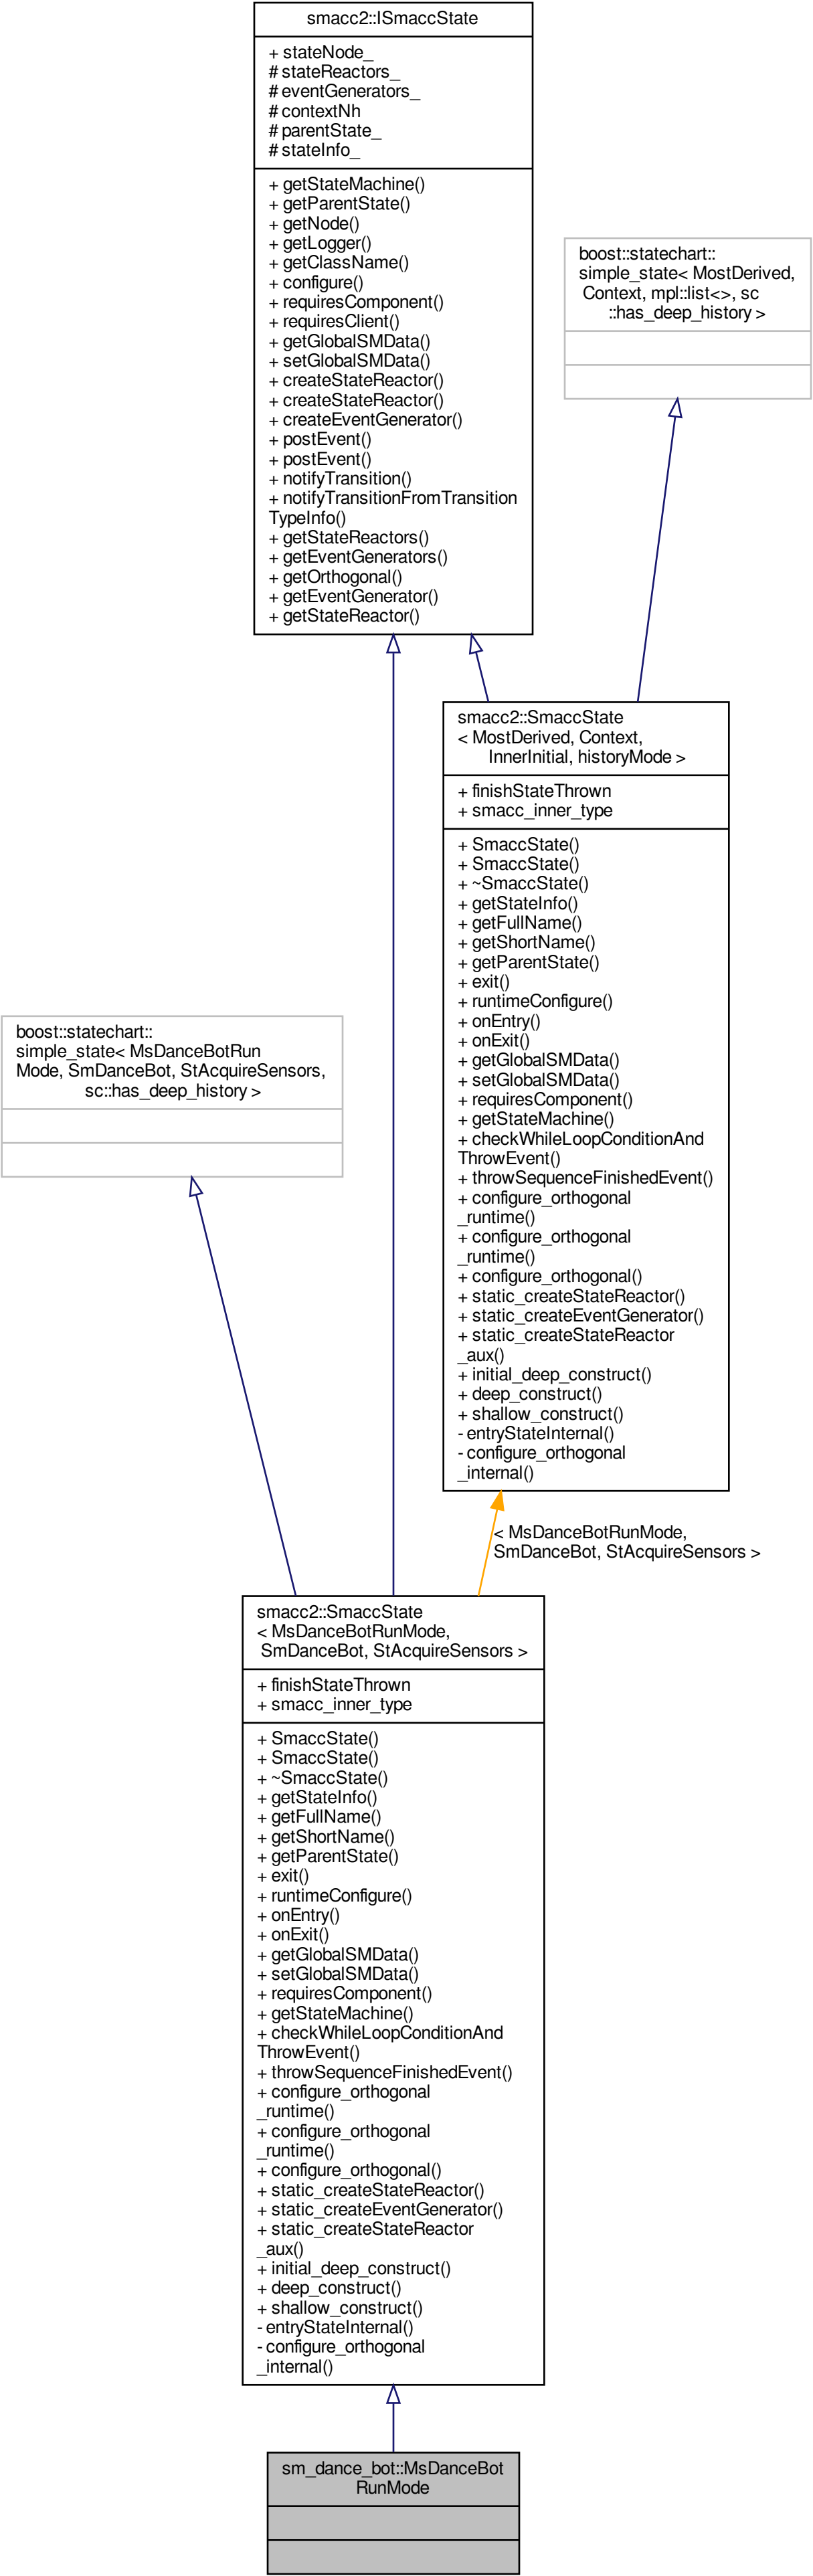 smacc2::ISmaccState
+ stateNode_
# stateReactors_
# eventGenerators_
# contextNh
# parentState_
# stateInfo_
+ getStateMachine()
+ getParentState()
+ getNode()
+ getLogger()
+ getClassName()
+ configure()
+ requiresComponent()
+ requiresClient()
+ getGlobalSMData()
+ setGlobalSMData()
+ createStateReactor()
+ createStateReactor()
+ createEventGenerator()
+ postEvent()
+ postEvent()
+ notifyTransition()
+ notifyTransitionFromTransition
TypeInfo()
+ getStateReactors()
+ getEventGenerators()
+ getOrthogonal()
+ getEventGenerator()
+ getStateReactor()
boost::statechart::
simple_state< MostDerived,
Context, mpl::list<>, sc
::has_deep_history >
smacc2::SmaccState
< MostDerived, Context,
InnerInitial, historyMode >
+ finishStateThrown
+ smacc_inner_type
+ SmaccState()
+ SmaccState()
+ ~SmaccState()
+ getStateInfo()
+ getFullName()
+ getShortName()
+ getParentState()
+ exit()
+ runtimeConfigure()
+ onEntry()
+ onExit()
+ getGlobalSMData()
+ setGlobalSMData()
+ requiresComponent()
+ getStateMachine()
+ checkWhileLoopConditionAnd
ThrowEvent()
+ throwSequenceFinishedEvent()
+ configure_orthogonal
_runtime()
+ configure_orthogonal
_runtime()
+ configure_orthogonal()
+ static_createStateReactor()
+ static_createEventGenerator()
+ static_createStateReactor
_aux()
+ initial_deep_construct()
+ deep_construct()
+ shallow_construct()
- entryStateInternal()
- configure_orthogonal
_internal()
boost::statechart::
simple_state< MsDanceBotRun
Mode, SmDanceBot, StAcquireSensors,
sc::has_deep_history >
< MsDanceBotRunMode,
SmDanceBot, StAcquireSensors >
smacc2::SmaccState
< MsDanceBotRunMode,
SmDanceBot, StAcquireSensors >
+ finishStateThrown
+ smacc_inner_type
+ SmaccState()
+ SmaccState()
+ ~SmaccState()
+ getStateInfo()
+ getFullName()
+ getShortName()
+ getParentState()
+ exit()
+ runtimeConfigure()
+ onEntry()
+ onExit()
+ getGlobalSMData()
+ setGlobalSMData()
+ requiresComponent()
+ getStateMachine()
+ checkWhileLoopConditionAnd
ThrowEvent()
+ throwSequenceFinishedEvent()
+ configure_orthogonal
_runtime()
+ configure_orthogonal
_runtime()
+ configure_orthogonal()
+ static_createStateReactor()
+ static_createEventGenerator()
+ static_createStateReactor
_aux()
+ initial_deep_construct()
+ deep_construct()
+ shallow_construct()
- entryStateInternal()
- configure_orthogonal
_internal()
sm_dance_bot::MsDanceBot
RunMode